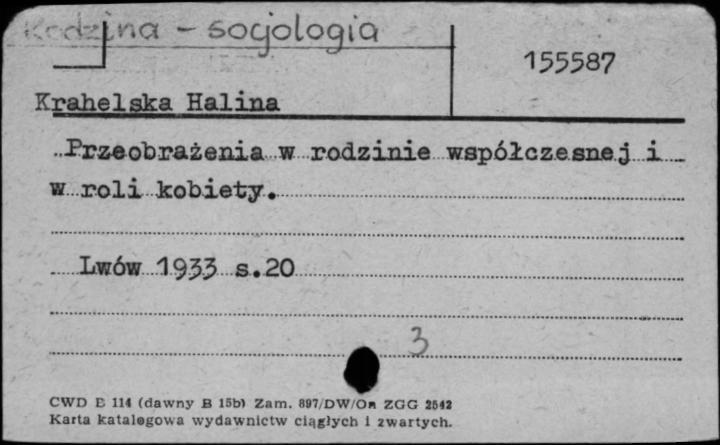 Rodzina - socjologia
155587
Krahelska Halina
Przeobrażenia w rodzinie współczesnej i
w roli kobiety.
Lwów 1933 s.20
3
CWD E 114 (dawny B 15b) Zam. 897/DW/On ZGG 2542
Karta katalogowa wydawnictw ciągłych i zwartych.